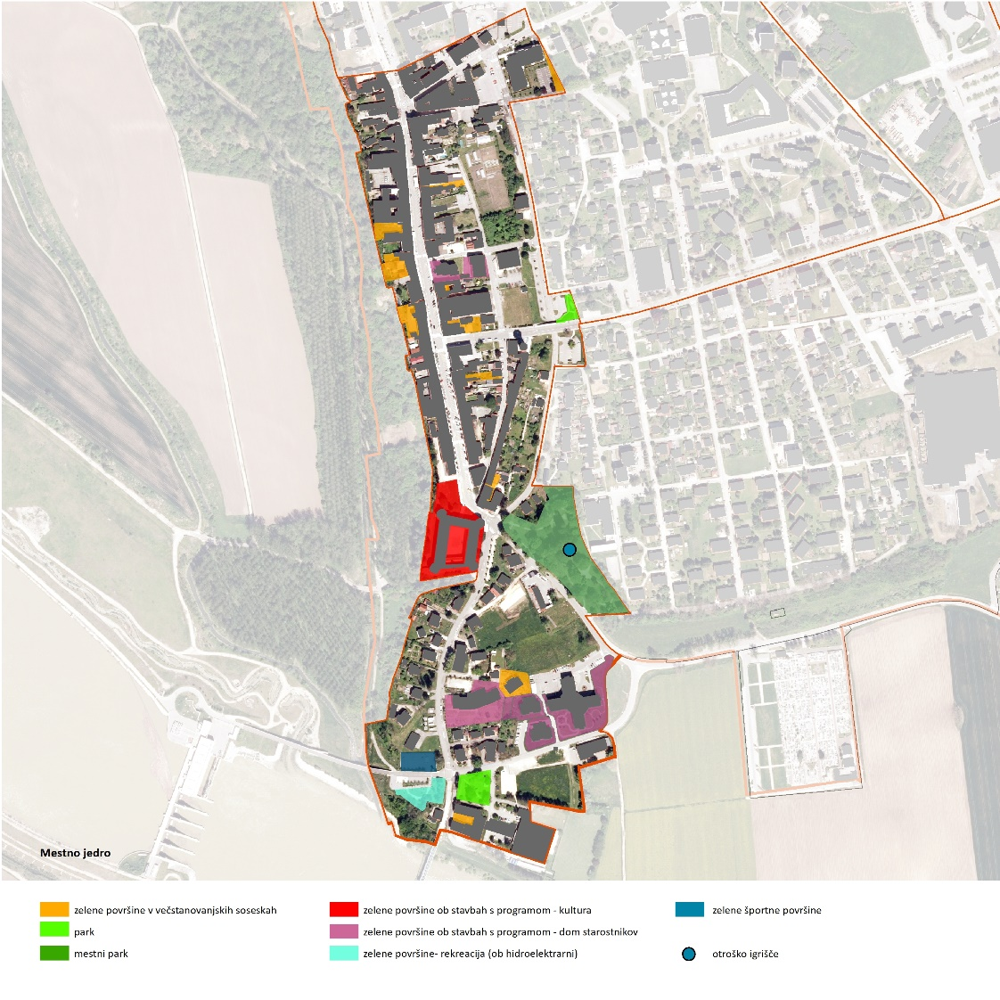 Mestno jedro
zelene površine v večstanovanjskih soseskah
park
mestni park
zelene površine ob stavbah s programom - kultura
zelene površine ob stavbah s programom - dom starostnikov
zelene površine- rekreacija (ob hidroelektrarni)
zelene športne površine
otroško igrišče